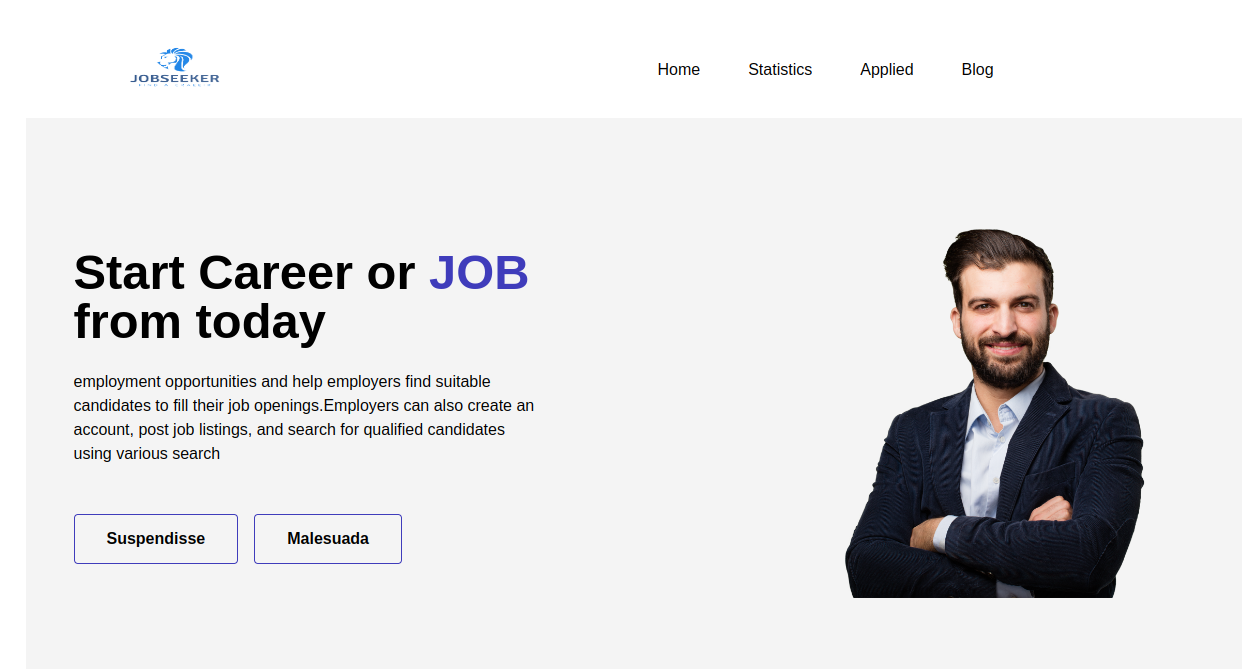 JOBSEEKER
Home
Statistics
Applied
Blog
Start Career or JOB
from today
employment opportunities and help employers find suitable
candidates to fill their job openings.Employers can also create an
account, post job listings, and search for qualified candidates
using various search
Suspendisse
Malesuada